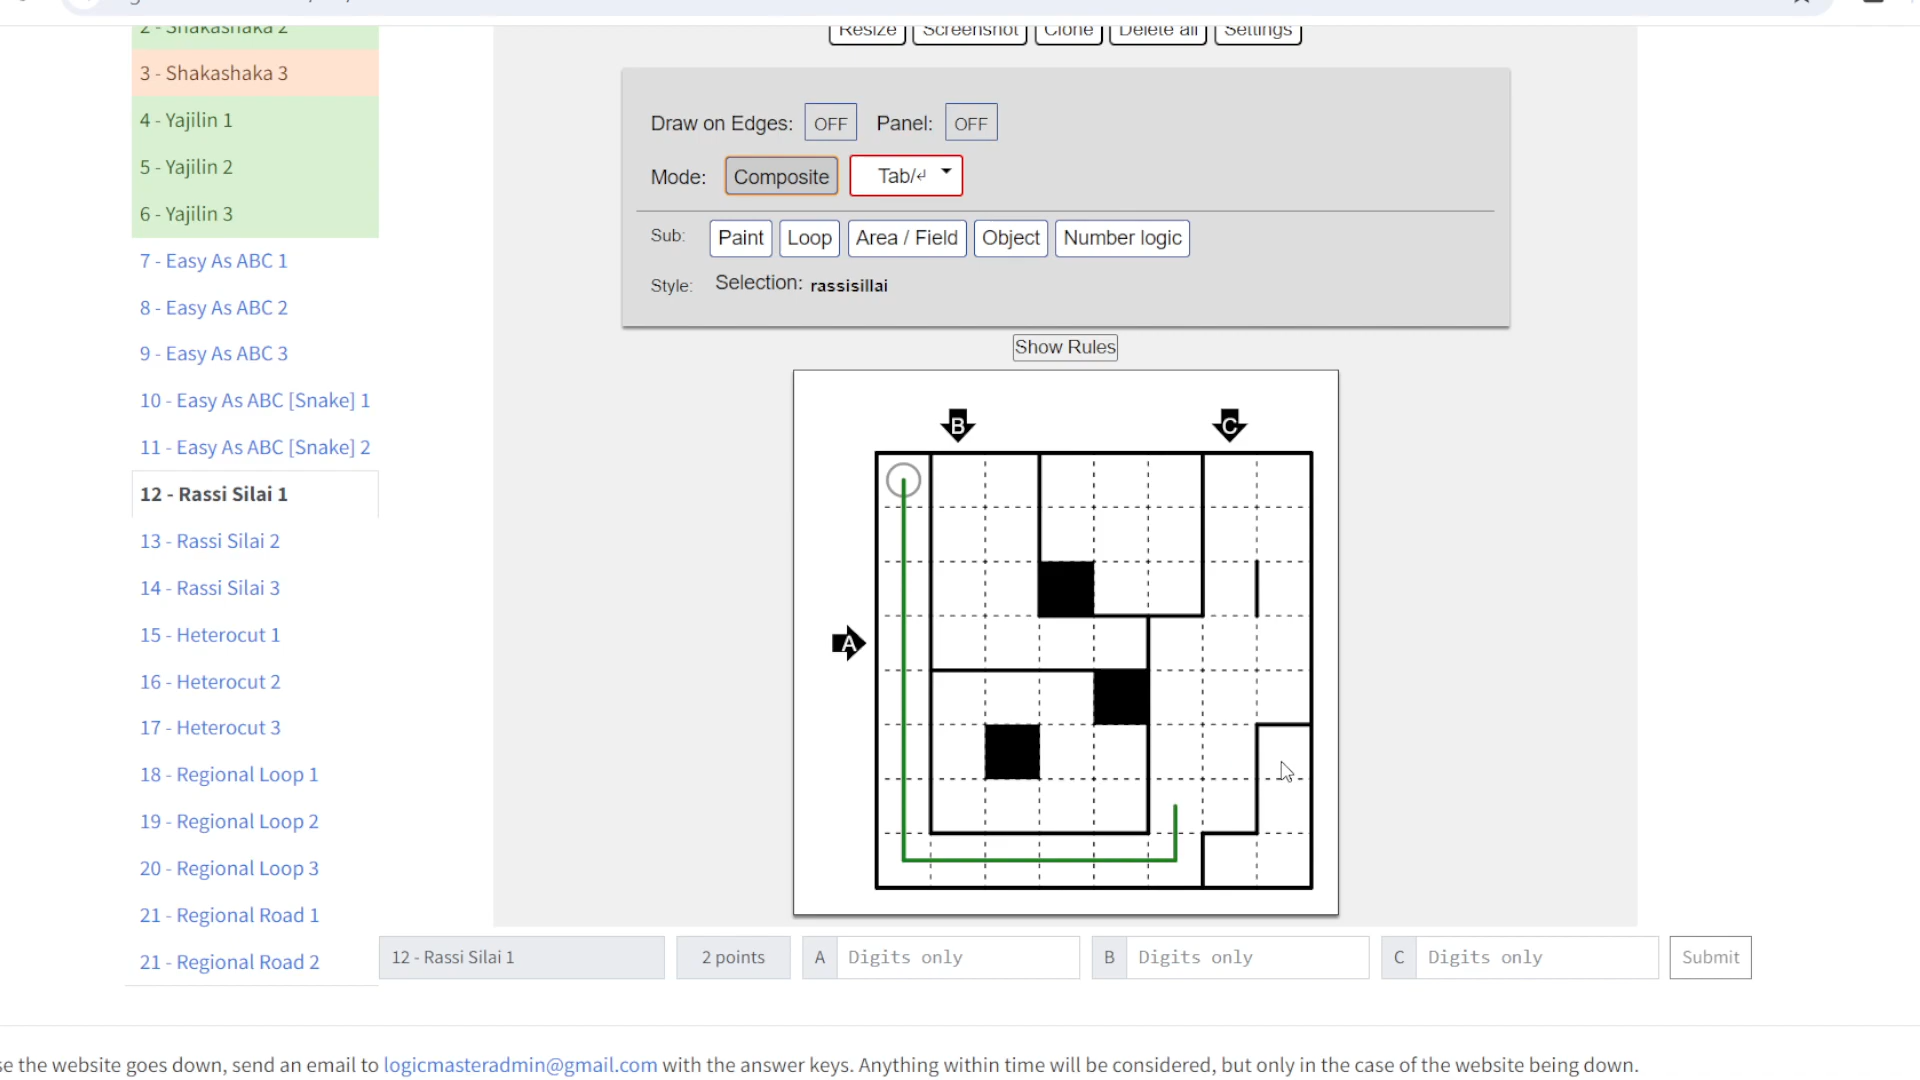 2 - Shakashaka 2
3 - Shakashaka 3
4 - Yajilin 1
5 - Yajilin 2
6 - Yajilin 3
7 - Easy As ABC 1
8 - Easy As ABC 2
9 - Easy As ABC 3
10 - Easy As ABC [Snake] 1
11 - Easy As ABC [Snake] 2
12 - Rassi Silai 1
13 - Rassi Silai 2
14 - Rassi Silai 3
15 - Heterocut 1
16 - Heterocut 2
17 - Heterocut 3
18 - Regional Loop 1
19 - Regional Loop 2
20 - Regional Loop 3
21 - Regional Road 1
21 - Regional Road 2
Resize Screenshot Clone Delete all Settings
Draw on Edges: OFF Panel: OFF
Mode: Composite Tab/↵
Sub: Paint Loop Area / Field Object Number logic
Style: Selection: rassisillai
Show Rules
B C
A
12 - Rassi Silai 1 2 points A Digits only B Digits only C Digits only Submit
se the website goes down, send an email to logicmasteradmin@gmail.com with the answer keys. Anything within time will be considered, but only in the case of the website being down.